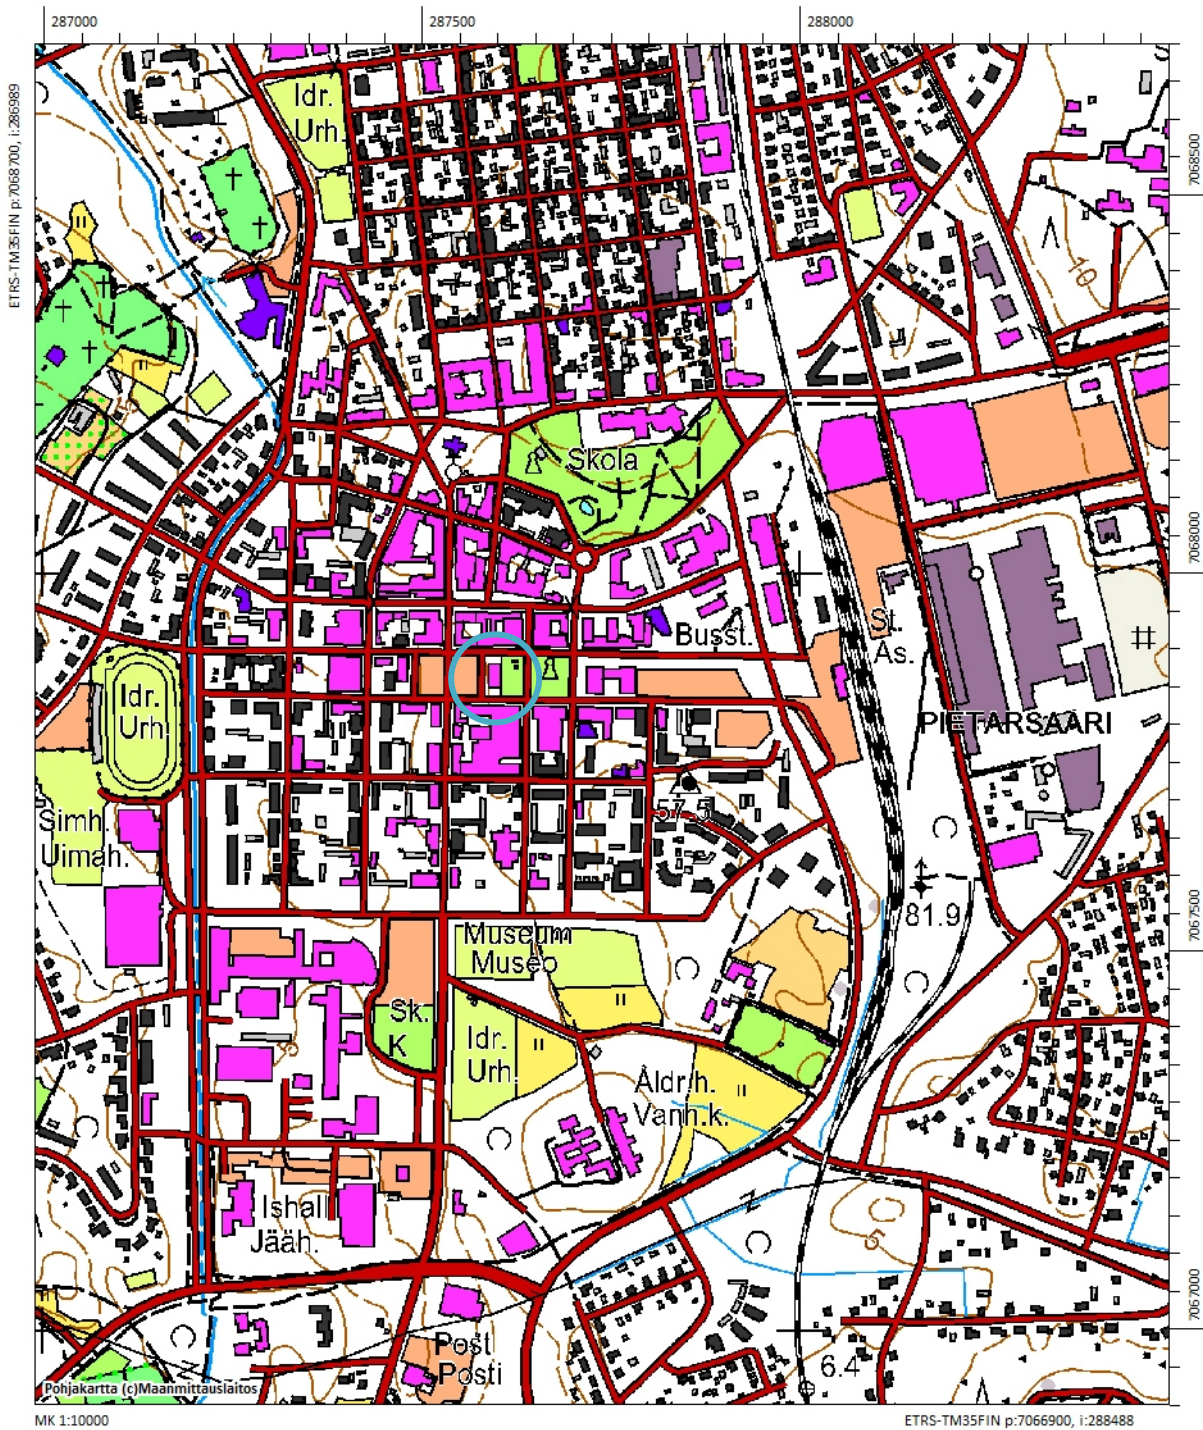 287000
287500
288000
ETRS-TM35FIN p:7068700, i:286989
Idr.
Urh.
7068500
10
Skola
7068000
Busst.
St.
As.
Idr.
Urh.
PIETARSAARI
57.5
Simh.
Uimah.
81.9
7067500
Museum
Museo
Sk.
K
Idr.
Urh.
Åldr.h.
Vanh.k.
Ishall
Jääh.
5
7067000
Post
Posti
6.4
Pohjakartta (c)Maanmittauslaitos
MK 1:10000
ETRS-TM35FIN p:7066900, i:288488